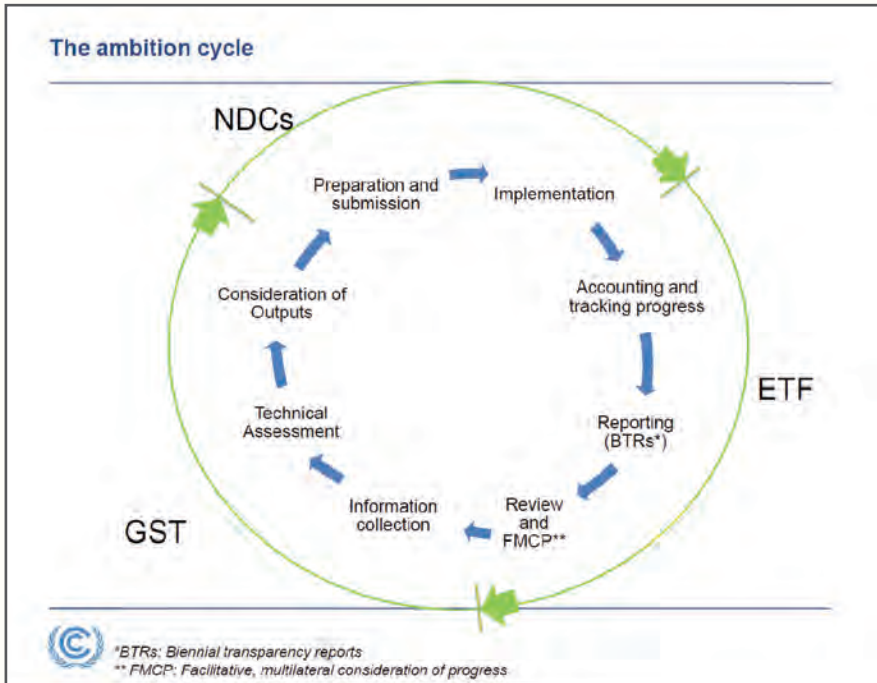 The ambition cycle
NDCs
Preparation and
submission
Implementation
Consideration of
Outputs
Accounting and
tracking progress
ETF
Technical
Assessment
Reporting
(BTRs*)
Information
collection
Review
and
FMCP**
GST
*BTRs: Biennial transparency reports
** FMCP: Facilitative, multilateral consideration of progress